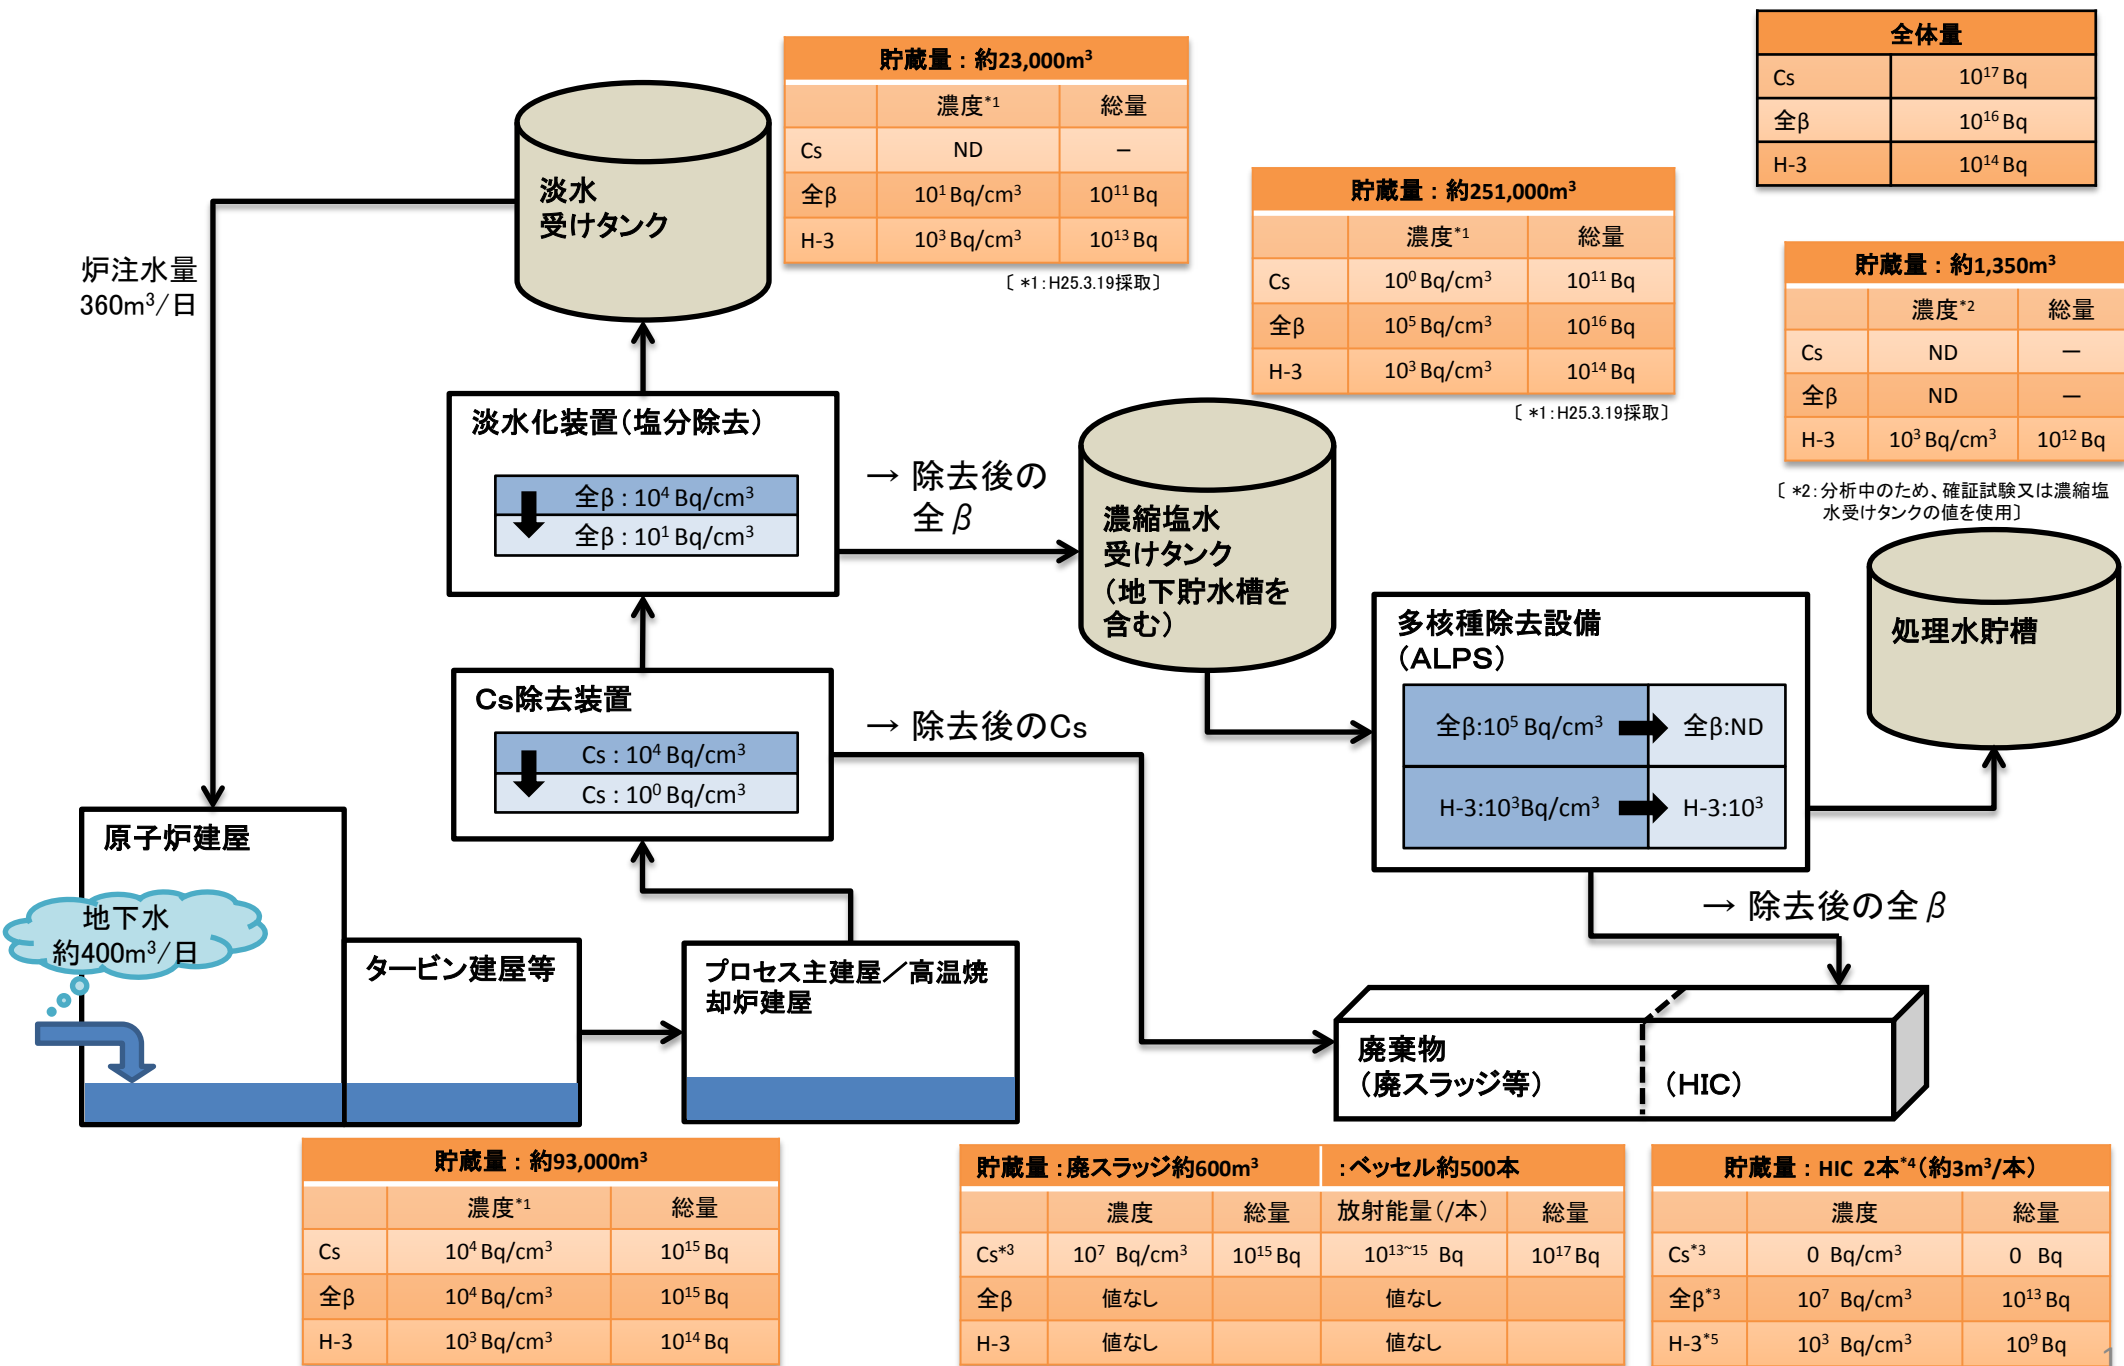 貯蔵量：約23,000m³
濃度*1 総量
Cs ND －
全β 10¹ Bq/cm³ 10¹¹ Bq
H-3 10³ Bq/cm³ 10¹³ Bq
〔 *1：H25.3.19採取〕
全体量
Cs 10¹⁷ Bq
全β 10¹⁶ Bq
H-3 10¹⁴ Bq
淡水
受けタンク
炉注水量
360m³/日
貯蔵量：約251,000m³
濃度*1 総量
Cs 10⁰ Bq/cm³ 10¹¹ Bq
全β 10⁵ Bq/cm³ 10¹⁶ Bq
H-3 10³ Bq/cm³ 10¹⁴ Bq
〔 *1：H25.3.19採取〕
貯蔵量：約1,350m³
濃度*2 総量
Cs ND －
全β ND －
H-3 10³ Bq/cm³ 10¹² Bq
〔 *2：分析中のため、確証試験又は濃縮塩
水受けタンクの値を使用〕
淡水化装置（塩分除去）
全β : 10⁴ Bq/cm³
全β : 10¹ Bq/cm³
→ 除去後の
全β
濃縮塩水
受けタンク
（地下貯水槽を
含む）
多核種除去設備
（ALPS）
全β:10⁵ Bq/cm³ 全β:ND
H-3:10³Bq/cm³ H-3:10³
処理水貯槽
Cs除去装置
Cs : 10⁴ Bq/cm³
Cs : 10⁰ Bq/cm³
→ 除去後のCs
→ 除去後の全β
原子炉建屋
地下水
約400m³/日
タービン建屋等
プロセス主建屋／高温焼
却炉建屋
廃棄物
（廃スラッジ等） （HIC）
貯蔵量：約93,000m³
濃度*1 総量
Cs 10⁴ Bq/cm³ 10¹⁵ Bq
全β 10⁴ Bq/cm³ 10¹⁵ Bq
H-3 10³ Bq/cm³ 10¹⁴ Bq
貯蔵量：廃スラッジ約600m³ ：ベッセル約500本
濃度 総量 放射能量（/本） 総量
Cs*3 10⁷ Bq/cm³ 10¹⁵ Bq 10¹³~¹⁵ Bq 10¹⁷ Bq
全β 値なし 値なし
H-3 値なし 値なし
貯蔵量：HIC 2本*4（約3m³/本）
濃度 総量
Cs*3 0 Bq/cm³ 0 Bq
全β*3 10⁷ Bq/cm³ 10¹³ Bq
H-3*5 10³ Bq/cm³ 10⁹ Bq
1